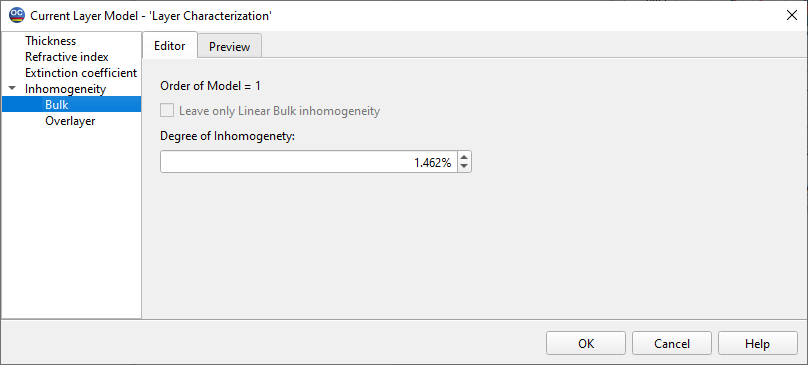 OC Current Layer Model - 'Layer Characterization'
Thickness
Refractive index
Extinction coefficient
Inhomogeneity
Bulk
Overlayer
Editor Preview
Order of Model = 1
Leave only Linear Bulk inhomogeneity
Degree of Inhomogenety:
1.462%
OK Cancel Help